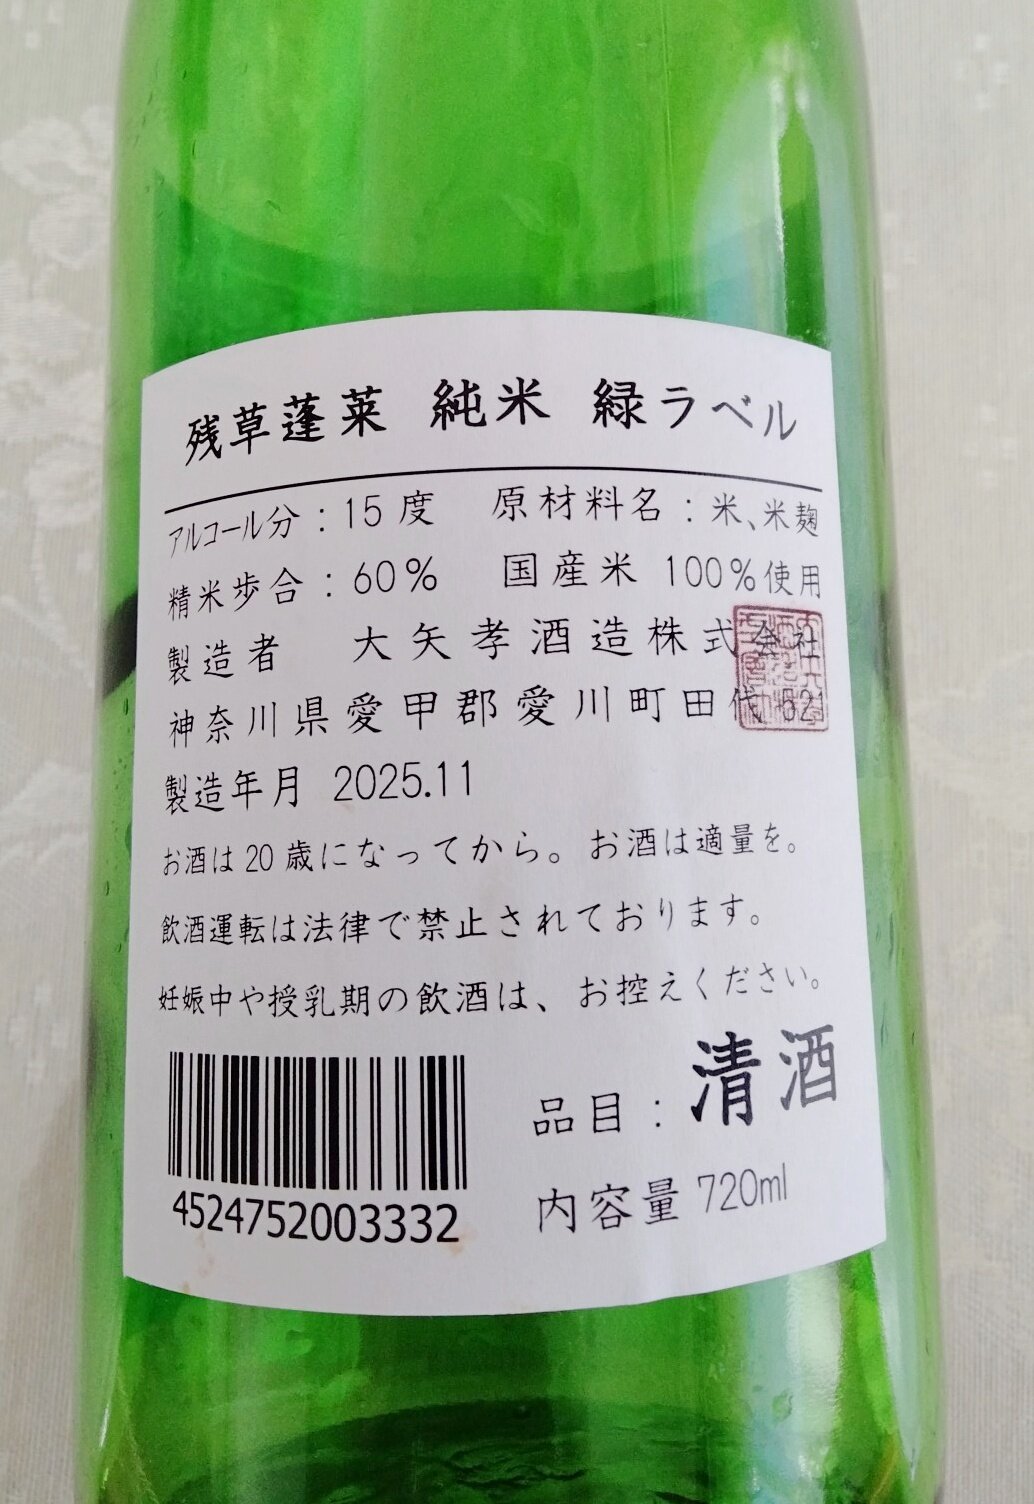 残草蓬莱 純米 緑ラベル
アルコール分：15度 原材料名：米、米麹
精米歩合：60% 国産米 100%使用
製造者 大矢孝酒造株式会社
神奈川県愛甲郡愛川町田代 521
製造年月 2025.11
お酒は20歳になってから。お酒は適量を。
飲酒運転は法律で禁止されております。
妊娠中や授乳期の飲酒は、お控えください。
品目：清酒
4524752003332
内容量 720ml